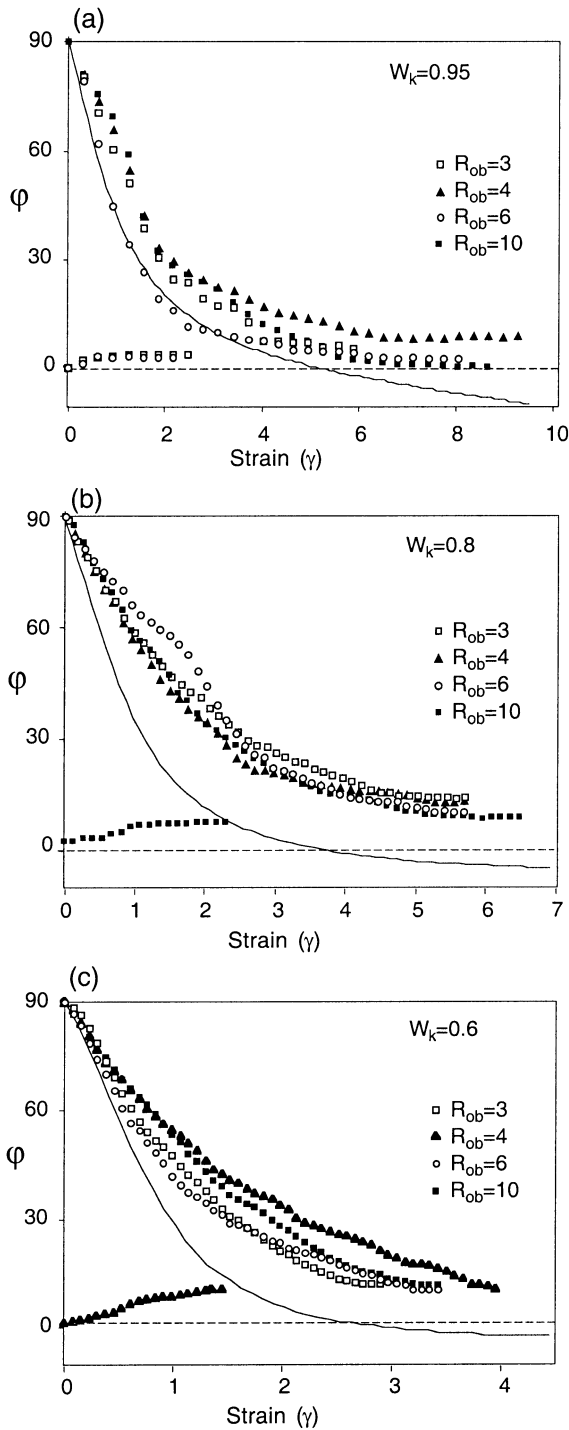 (a)
90
60
30
0
φ
W_k=0.95
R_ob=3
R_ob=4
R_ob=6
R_ob=10
0 2 4 6 8 10
Strain (γ)
(b)
90
60
30
0
φ
W_k=0.8
R_ob=3
R_ob=4
R_ob=6
R_ob=10
0 1 2 3 4 5 6 7
Strain (γ)
(c)
90
60
30
0
φ
W_k=0.6
R_ob=3
R_ob=4
R_ob=6
R_ob=10
0 1 2 3 4
Strain (γ)